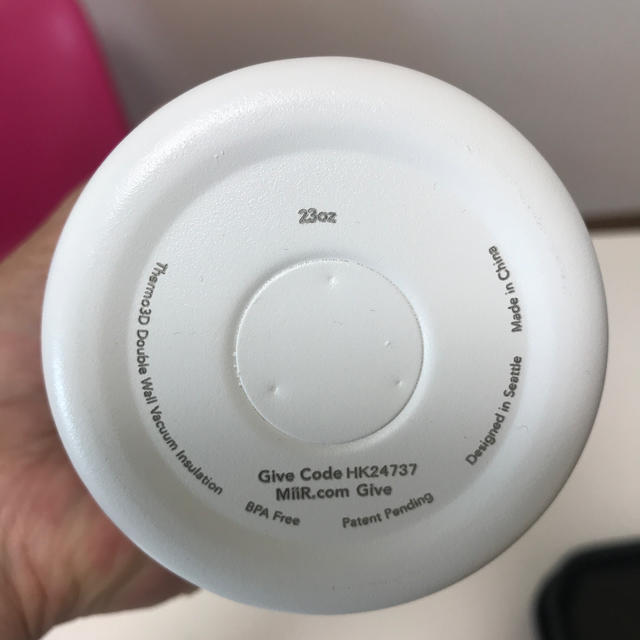 23oz
Thermo3D Double Wall Vacuum Insulation
BPA Free
Patent Pending
Designed in Seattle
Made in China
Give Code HK24737
MiiR.com Give